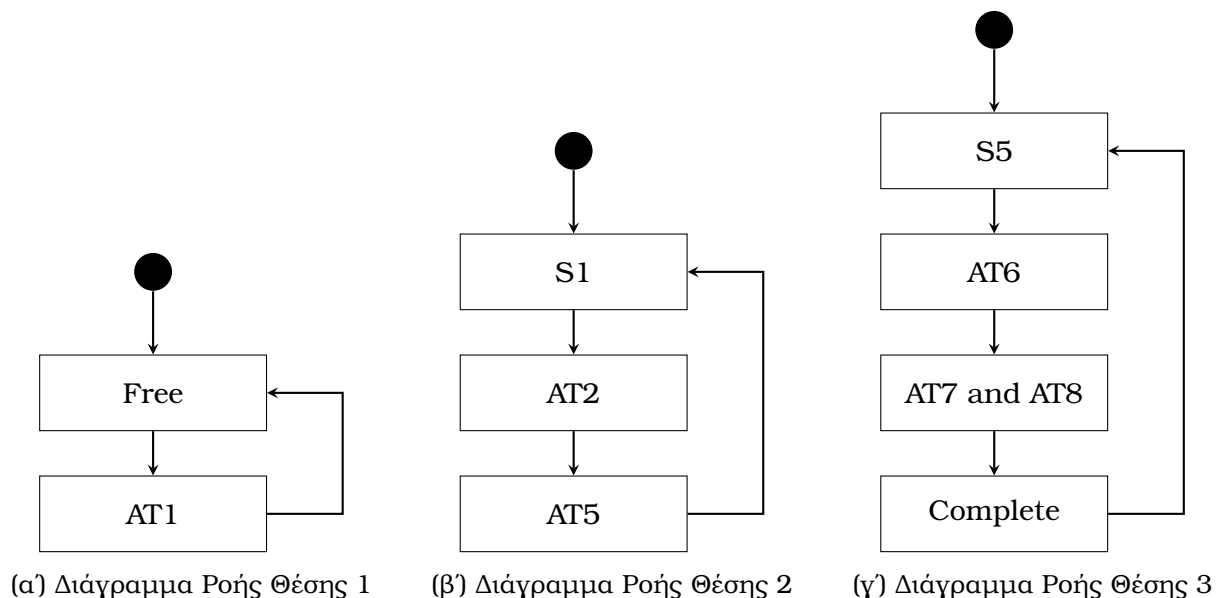 Free
AT1
(α΄) Διάγραμμα Ροής Θέσης 1
S1
AT2
AT5
(β΄) Διάγραμμα Ροής Θέσης 2
S5
AT6
AT7 and AT8
Complete
(γ΄) Διάγραμμα Ροής Θέσης 3